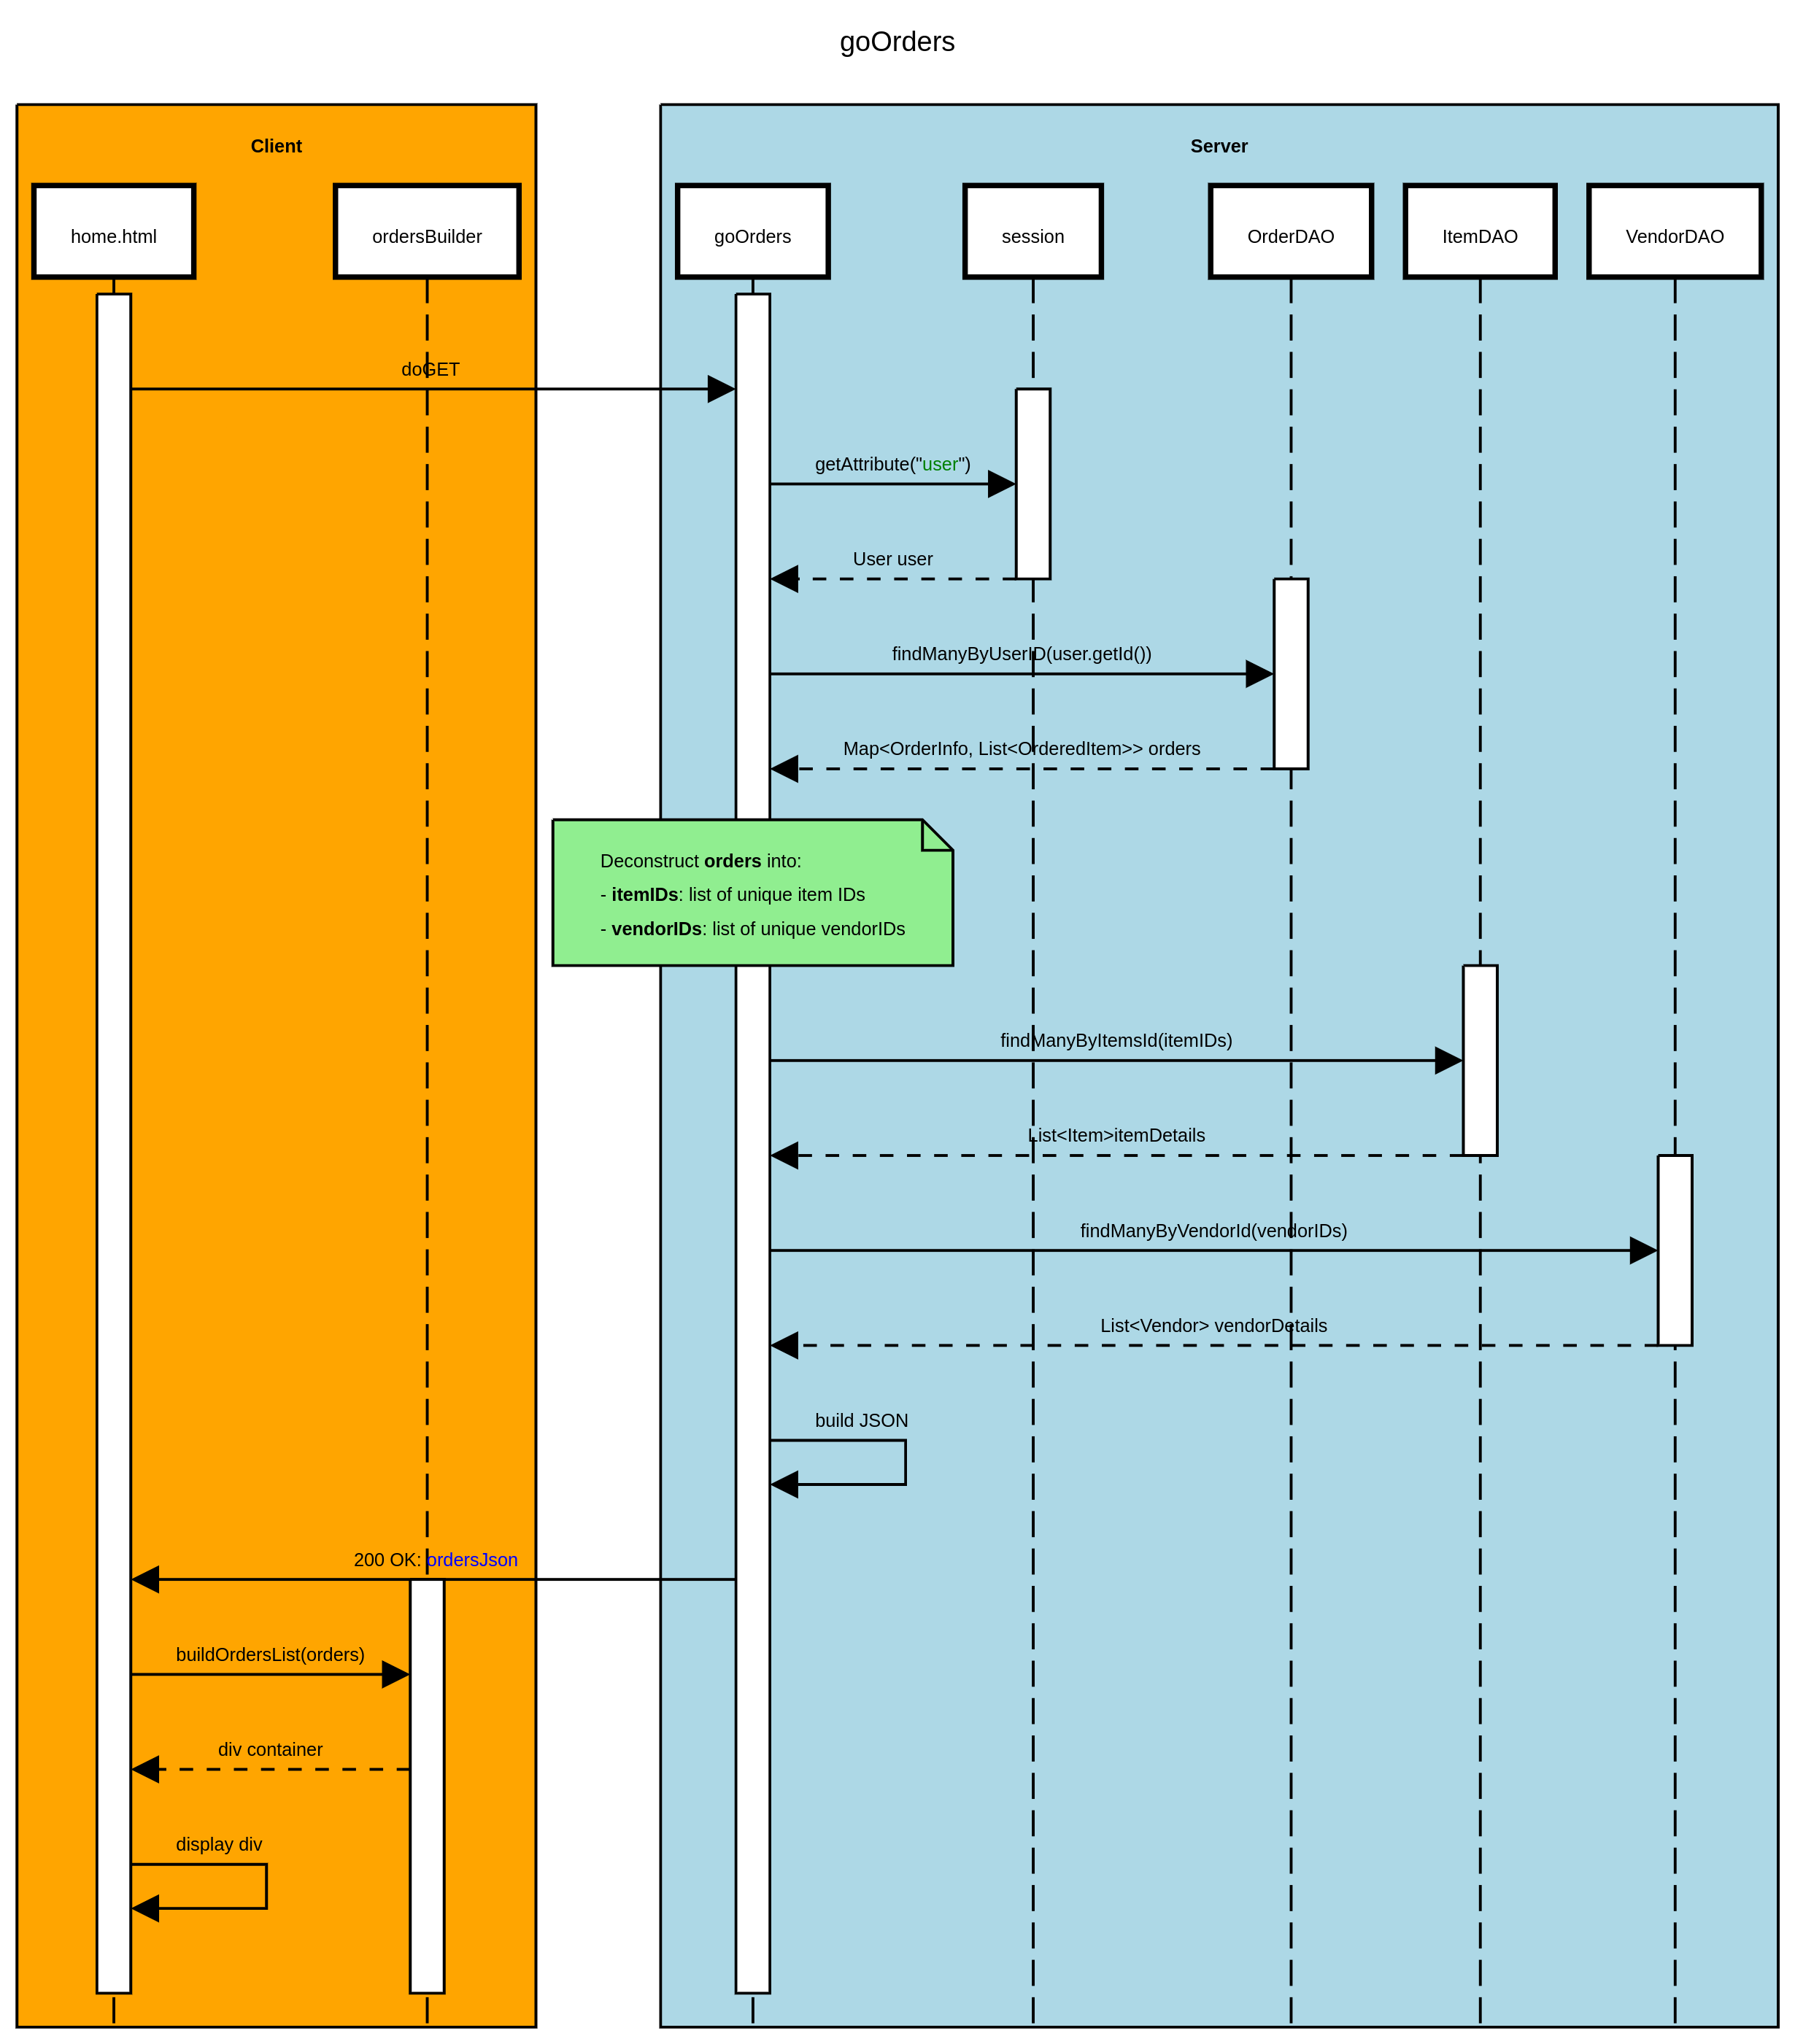 goOrders
Client
Server
home.html
ordersBuilder
goOrders
session
OrderDAO
ItemDAO
VendorDAO
doGET
getAttribute("user")
User user
findManyByUserID(user.getId())
Map<OrderInfo, List<OrderedItem>> orders
Deconstruct orders into:
- itemIDs: list of unique item IDs
- vendorIDs: list of unique vendorIDs
findManyByItemsId(itemIDs)
List<Item>itemDetails
findManyByVendorId(vendorIDs)
List<Vendor> vendorDetails
build JSON
200 OK: ordersJson
buildOrdersList(orders)
div container
display div